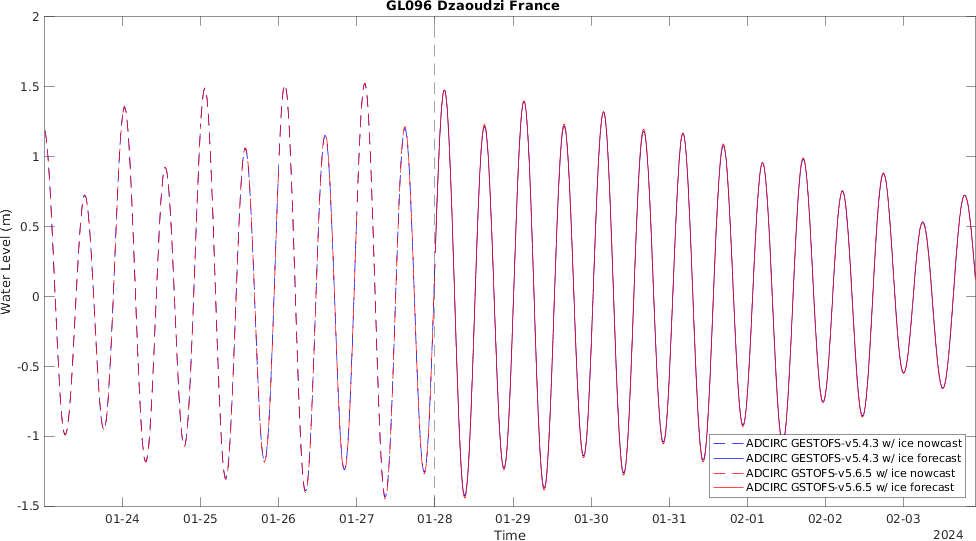 GL096 Dzaoudzi France
2
1.5
1
0.5
0
-0.5
-1
-1.5
Water Level (m)
ADCIRC GESTOFS-v5.4.3 w/ ice nowcast
ADCIRC GESTOFS-v5.4.3 w/ ice forecast
ADCIRC GSTOFS-v5.6.5 w/ ice nowcast
ADCIRC GSTOFS-v5.6.5 w/ ice forecast
01-24 01-25 01-26 01-27 01-28 01-29 01-30 01-31 02-01 02-02 02-03
Time
2024